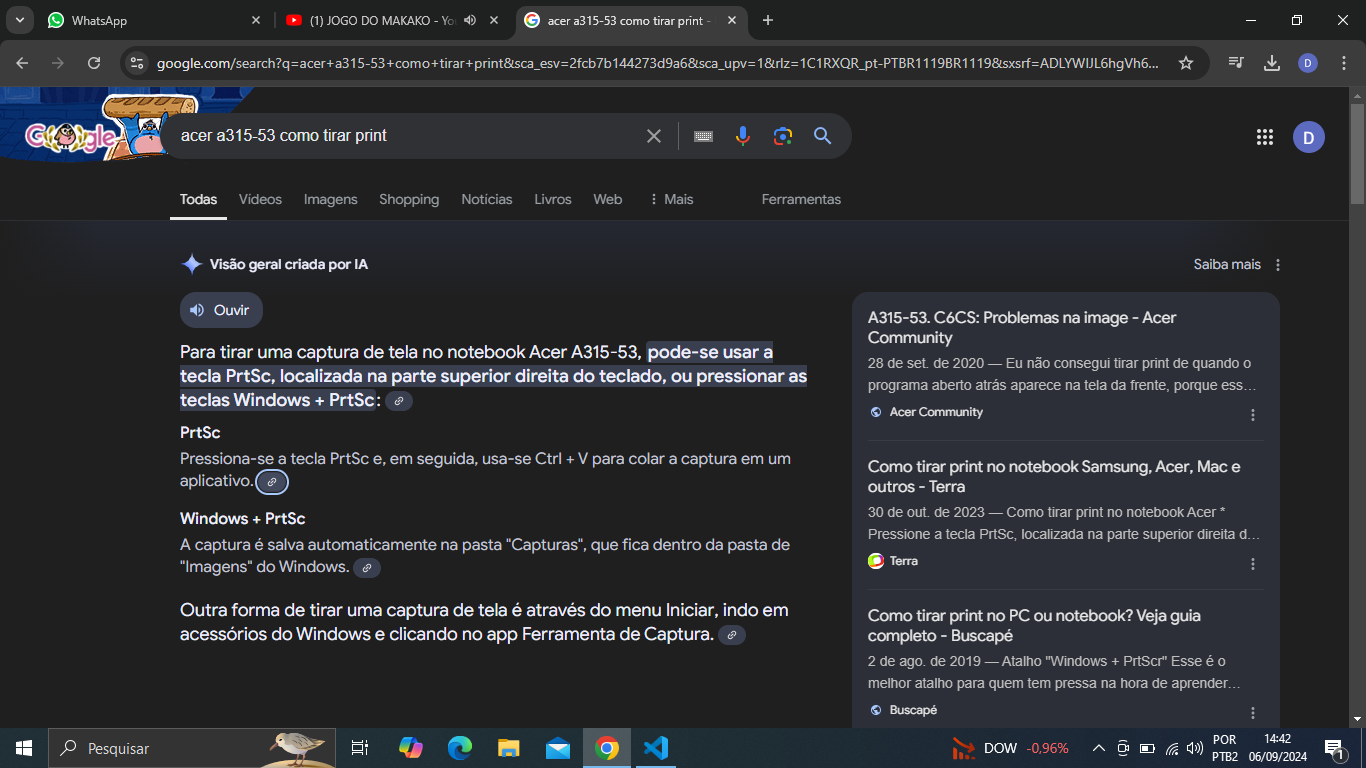 WhatsApp
(1) JOGO DO MAKAKO - You
acer a315-53 como tirar print -
google.com/search?q=acer+a315-53+como+tirar+print&sca_esv=2fcb7b144273d9a6&sca_upv=1&rlz=1C1RXQR_pt-PTBR1119BR1119&sxsrf=ADLYWIJL6hgVh6...
D
Google
acer a315-53 como tirar print
D
Todas Vídeos Imagens Shopping Notícias Livros Web Mais Ferramentas
Visão geral criada por IA
Saiba mais
Ouvir
Para tirar uma captura de tela no notebook Acer A315-53, pode-se usar a
tecla PrtSc, localizada na parte superior direita do teclado, ou pressionar as
teclas Windows + PrtSc:
PrtSc
Pressiona-se a tecla PrtSc e, em seguida, usa-se Ctrl + V para colar a captura em um
aplicativo.
Windows + PrtSc
A captura é salva automaticamente na pasta "Capturas", que fica dentro da pasta de
"Imagens" do Windows.
Outra forma de tirar uma captura de tela é através do menu Iniciar, indo em
acessórios do Windows e clicando no app Ferramenta de Captura.
A315-53. C6CS: Problemas na image - Acer
Community
28 de set. de 2020 — Eu não consegui tirar print de quando o
programa aberto atrás aparece na tela da frente, porque ess...
Acer Community
Como tirar print no notebook Samsung, Acer, Mac e
outros - Terra
30 de out. de 2023 — Como tirar print no notebook Acer *
Pressione a tecla PrtSc, localizada na parte superior direita d...
Terra
Como tirar print no PC ou notebook? Veja guia
completo - Buscapé
2 de ago. de 2019 — Atalho "Windows + PrtScr" Esse é o
melhor atalho para quem tem pressa na hora de aprender...
Buscapé
Pesquisar
DOW -0,96%
POR
PTB2
14:42
06/09/2024
1